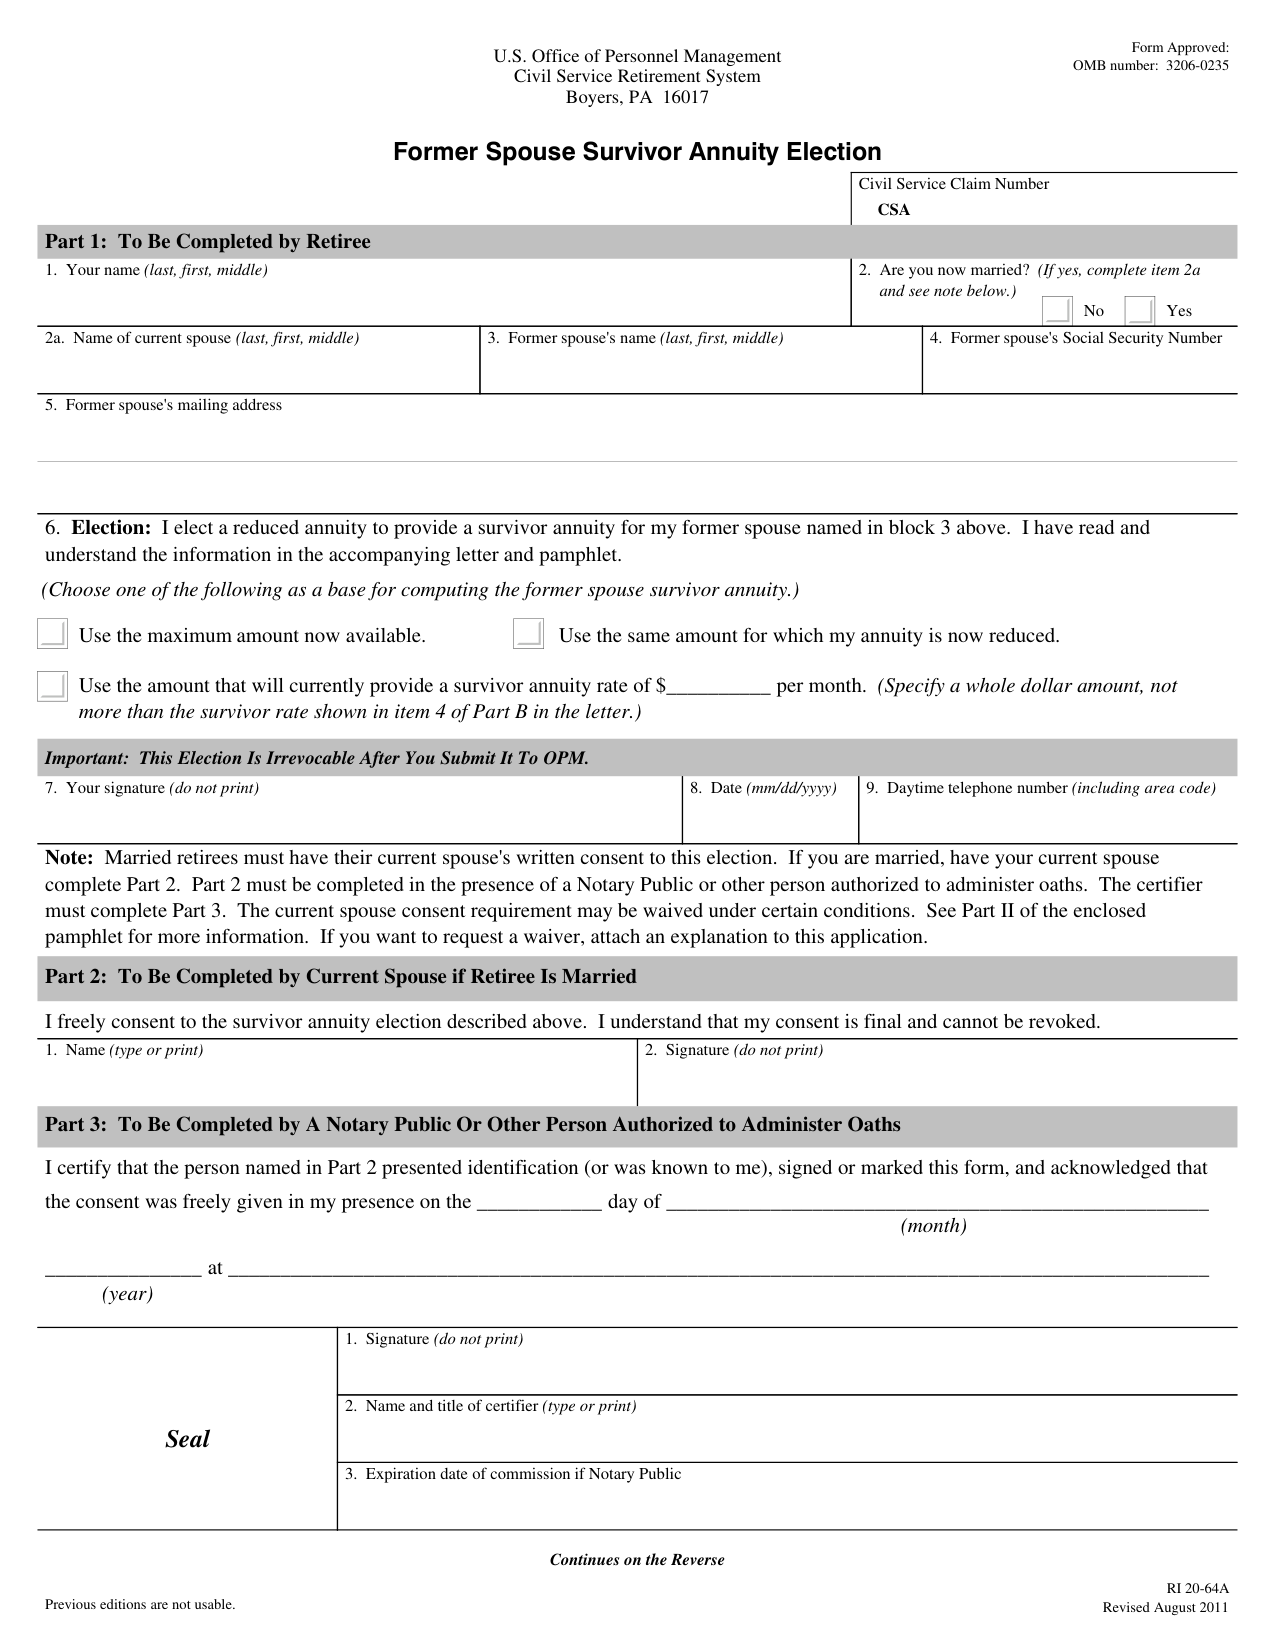 U.S. Office of Personnel Management
Civil Service Retirement System
Boyers, PA 16017
Form Approved:
OMB number: 3206-0235
Former Spouse Survivor Annuity Election
Civil Service Claim Number
CSA
Part 1: To Be Completed by Retiree
1. Your name (last, first, middle)
2. Are you now married? (If yes, complete item 2a
and see note below.)
No
Yes
2a. Name of current spouse (last, first, middle)
3. Former spouse's name (last, first, middle)
4. Former spouse's Social Security Number
5. Former spouse's mailing address
6. Election: I elect a reduced annuity to provide a survivor annuity for my former spouse named in block 3 above. I have read and
understand the information in the accompanying letter and pamphlet.
(Choose one of the following as a base for computing the former spouse survivor annuity.)
Use the maximum amount now available.
Use the same amount for which my annuity is now reduced.
Use the amount that will currently provide a survivor annuity rate of $__________ per month. (Specify a whole dollar amount, not
more than the survivor rate shown in item 4 of Part B in the letter.)
Important: This Election Is Irrevocable After You Submit It To OPM.
7. Your signature (do not print)
8. Date (mm/dd/yyyy)
9. Daytime telephone number (including area code)
Note: Married retirees must have their current spouse's written consent to this election. If you are married, have your current spouse
complete Part 2. Part 2 must be completed in the presence of a Notary Public or other person authorized to administer oaths. The certifier
must complete Part 3. The current spouse consent requirement may be waived under certain conditions. See Part II of the enclosed
pamphlet for more information. If you want to request a waiver, attach an explanation to this application.
Part 2: To Be Completed by Current Spouse if Retiree Is Married
I freely consent to the survivor annuity election described above. I understand that my consent is final and cannot be revoked.
1. Name (type or print)
2. Signature (do not print)
Part 3: To Be Completed by A Notary Public Or Other Person Authorized to Administer Oaths
I certify that the person named in Part 2 presented identification (or was known to me), signed or marked this form, and acknowledged that
the consent was freely given in my presence on the ____________ day of ____________________________________________________
(month)
_______________ at ______________________________________________________________________________________________
(year)
1. Signature (do not print)
2. Name and title of certifier (type or print)
Seal
3. Expiration date of commission if Notary Public
Continues on the Reverse
Previous editions are not usable.
RI 20-64A
Revised August 2011